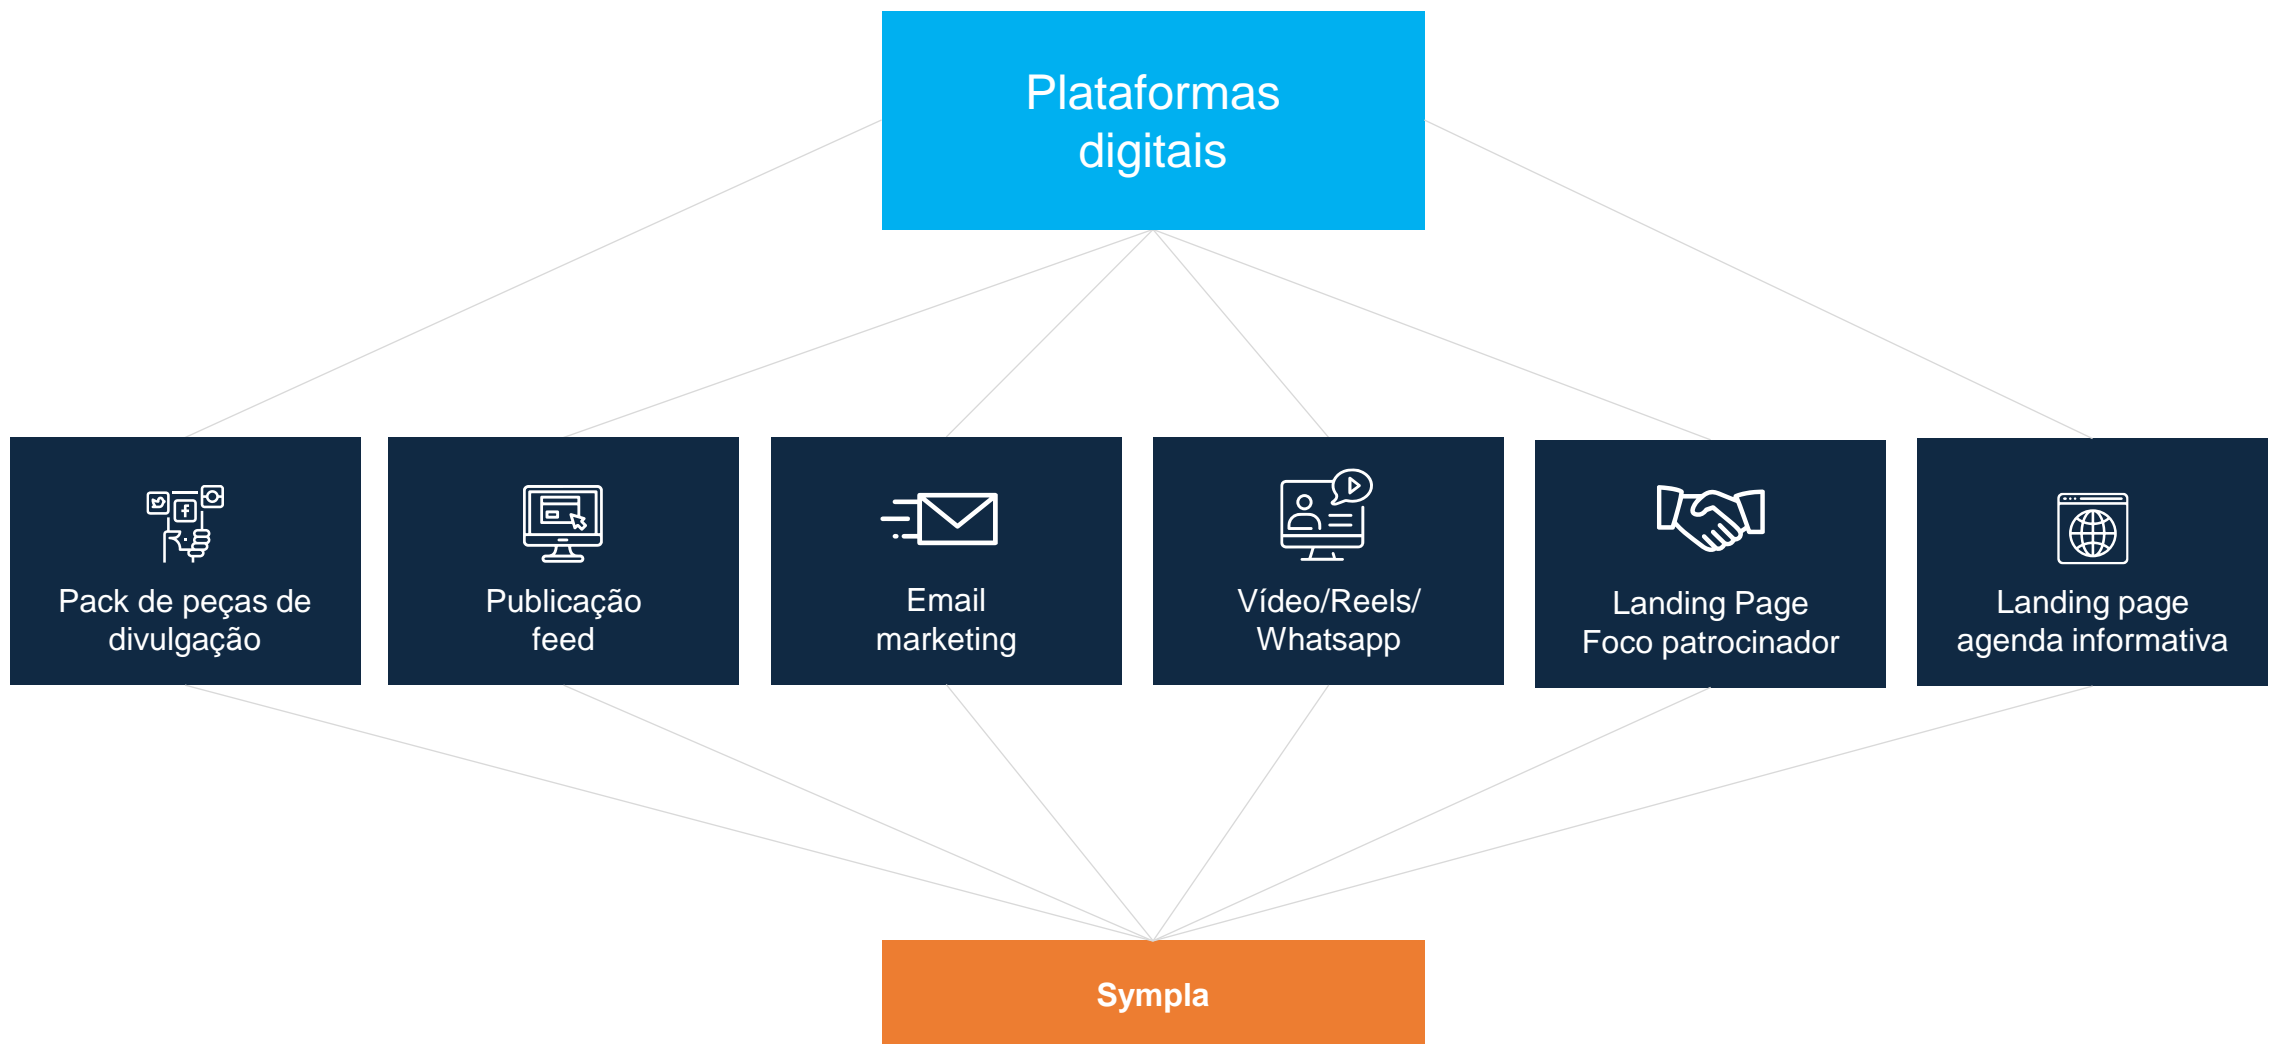 Plataformas
digitais
Pack de peças de
divulgação
Publicação
feed
Email
marketing
Vídeo/Reels/
Whatsapp
Landing Page
Foco patrocinador
Landing page
agenda informativa
Sympla